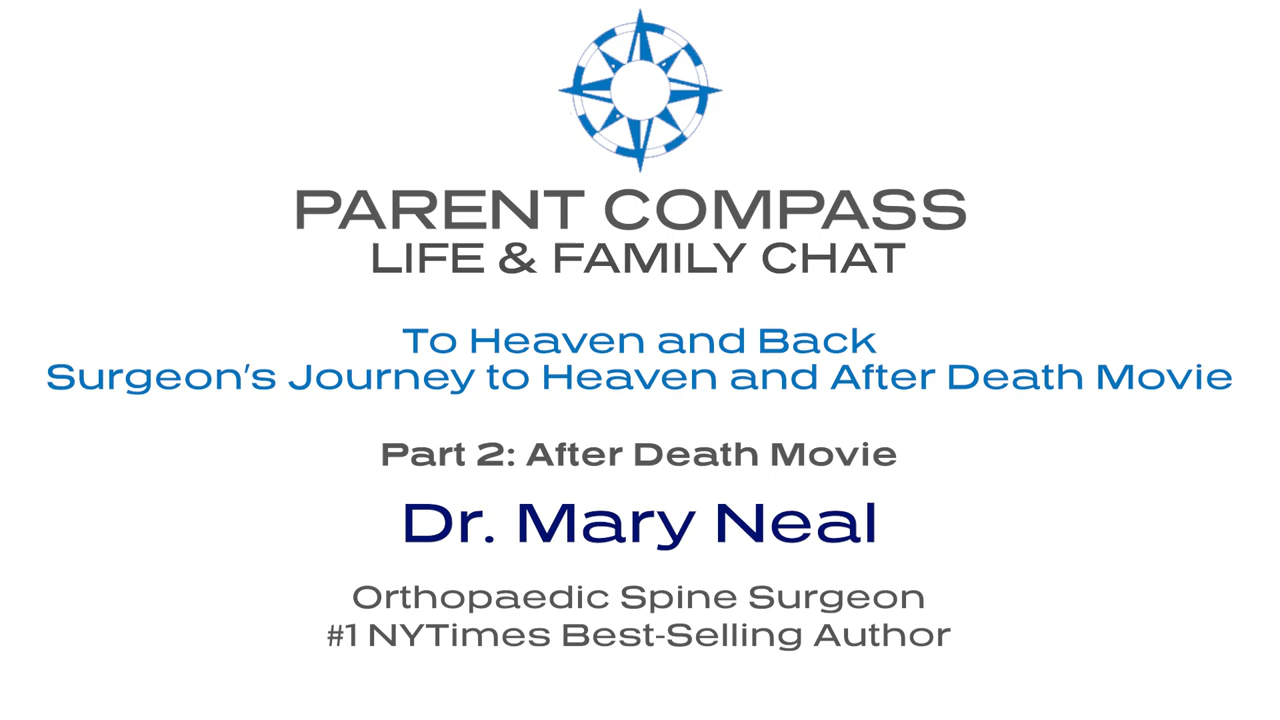 PARENT COMPASS
LIFE & FAMILY CHAT
To Heaven and Back
Surgeon's Journey to Heaven and After Death Movie
Part 2: After Death Movie
Dr. Mary Neal
Orthopaedic Spine Surgeon
#1 NYTimes Best-Selling Author